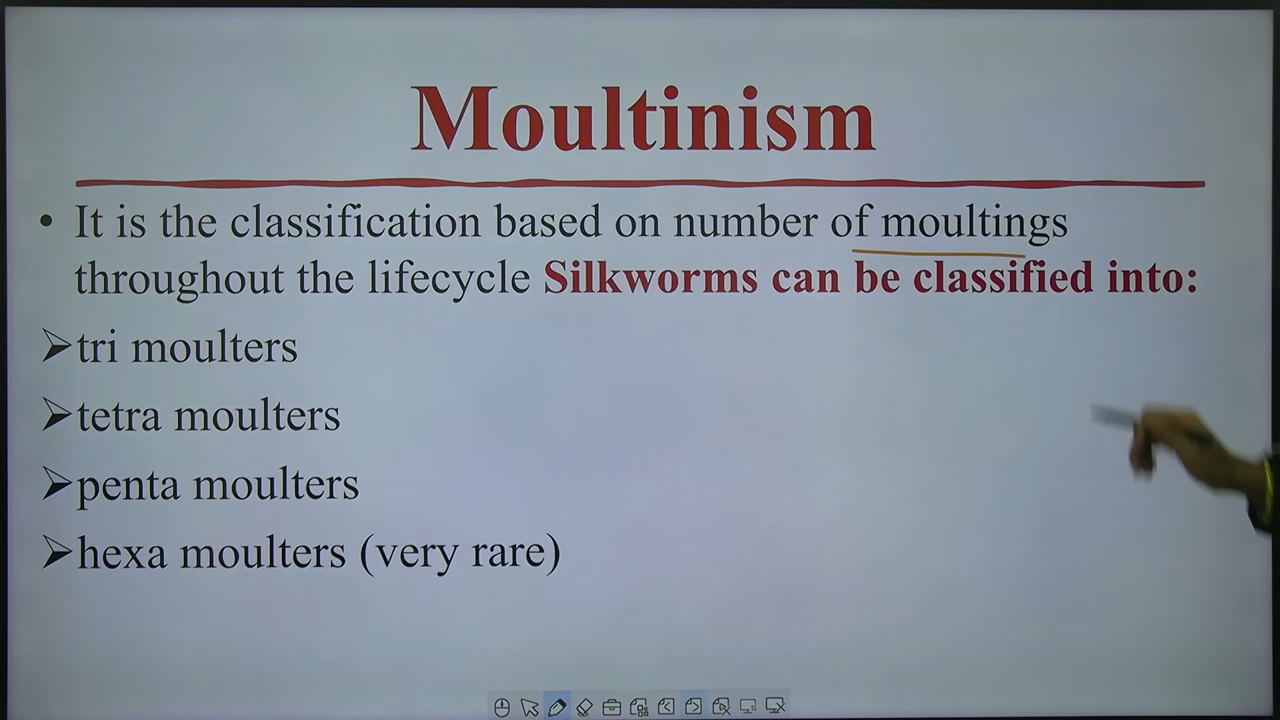 Moultinism
• It is the classification based on number of moultings
throughout the lifecycle Silkworms can be classified into:
➢tri moulters
➢tetra moulters
➢penta moulters
➢hexa moulters (very rare)